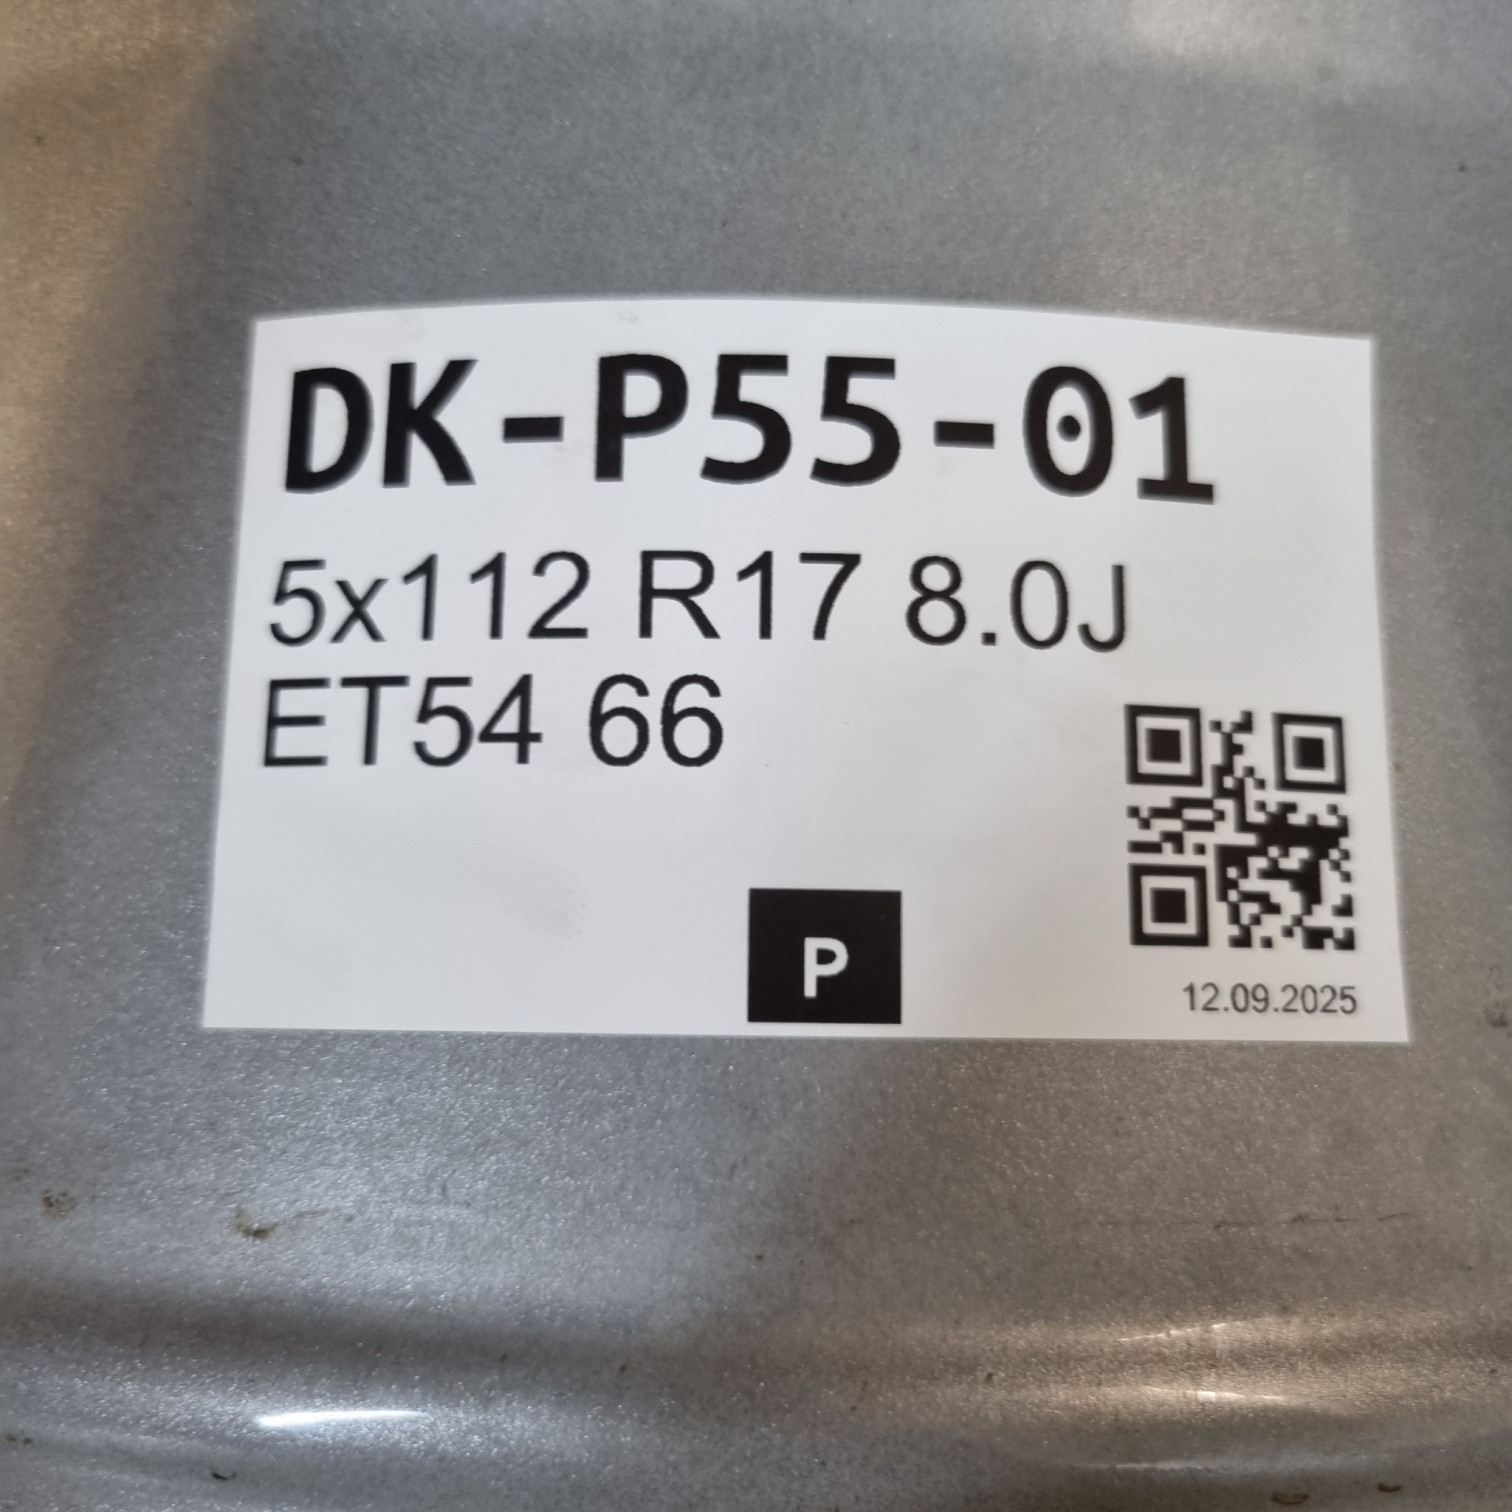 DK-P55-01
5x112 R17 8.0J
ET54 66
P
12.09.2025